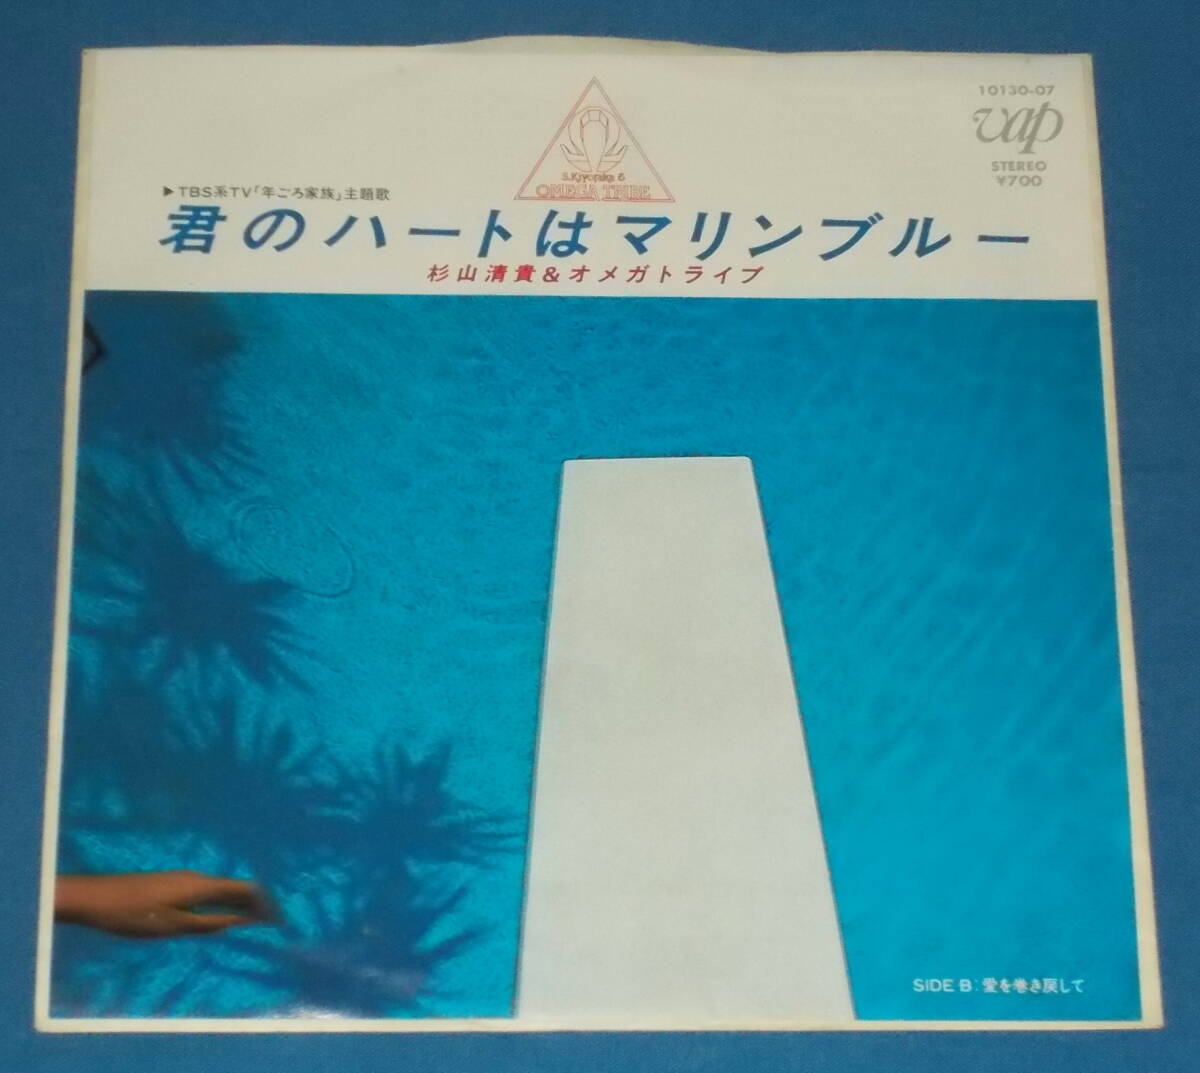 10130-07
vap
STEREO
¥700
S.Kiyotaka &
OMEGA TRIBE
▶TBS系TV「年ごろ家族」主題歌
君のハートはマリンブルー
杉山清貴&オメガトライブ
SIDE B:愛を巻き戻して